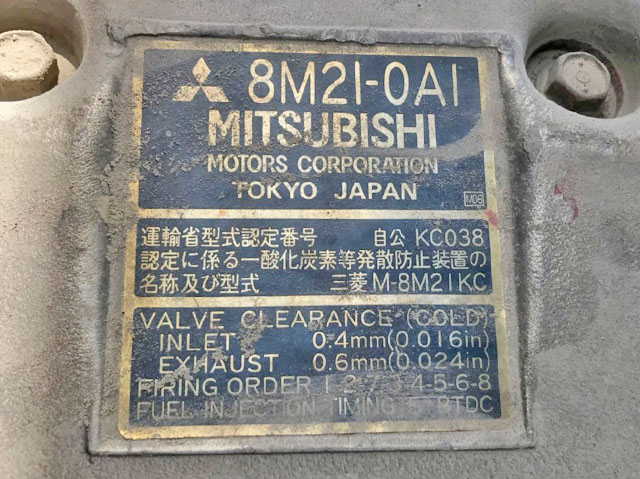 8M21-0A1
MITSUBISHI
MOTORS CORPORATION
TOKYO JAPAN
MDB
運輸省型式認定番号 自公 KC038
認定に係る一酸化炭素等発散防止装置の
名称及び型式 三菱 M-8M21KC
VALVE CLEARANCE (COLD)
INLET 0.4mm(0.016in)
EXHAUST 0.6mm(0.024in)
FIRING ORDER 1-2-7-3-4-5-6-8
FUEL INJECTION TIMING BTDC